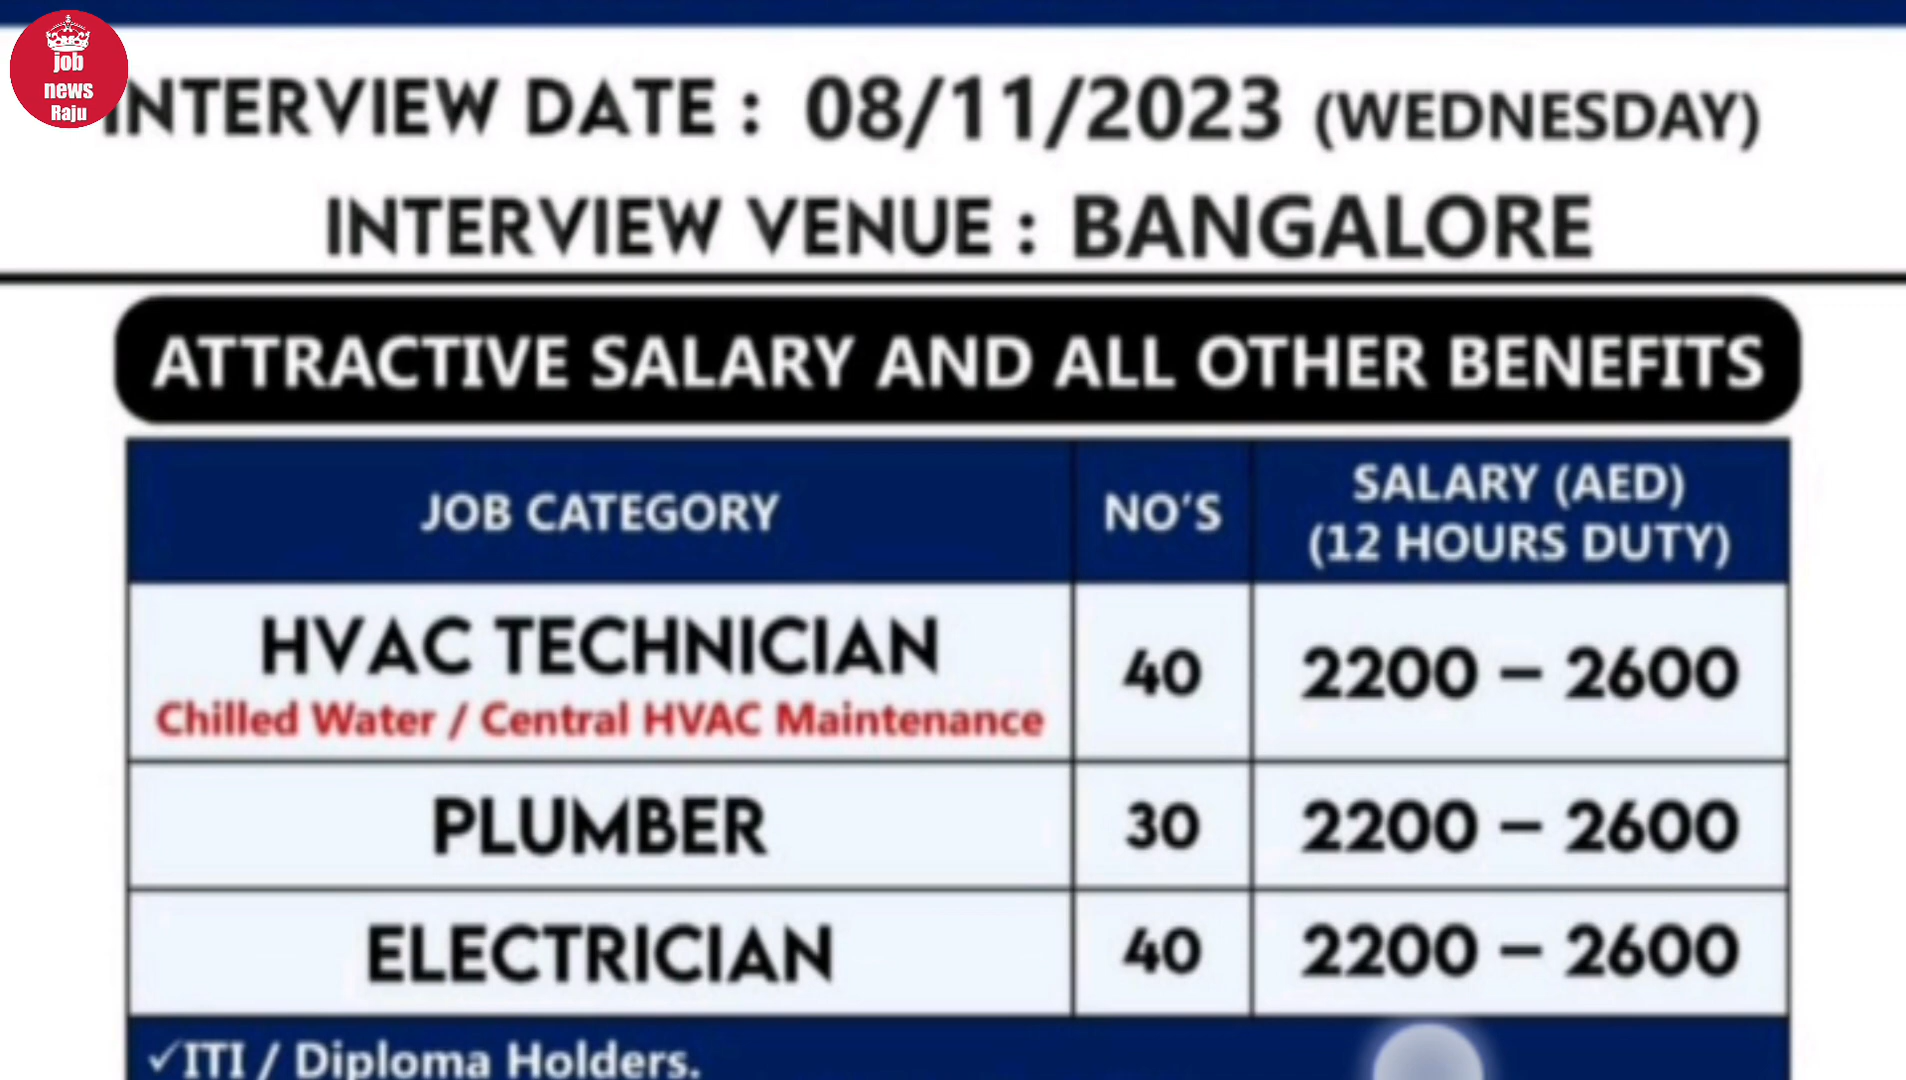 job
news
Raju
INTERVIEW DATE : 08/11/2023 (WEDNESDAY)
INTERVIEW VENUE : BANGALORE
ATTRACTIVE SALARY AND ALL OTHER BENEFITS
JOB CATEGORY NO'S SALARY (AED)
(12 HOURS DUTY)
HVAC TECHNICIAN 40 2200 – 2600
Chilled Water / Central HVAC Maintenance
PLUMBER 30 2200 – 2600
ELECTRICIAN 40 2200 – 2600
✓ITI / Diploma Holders.